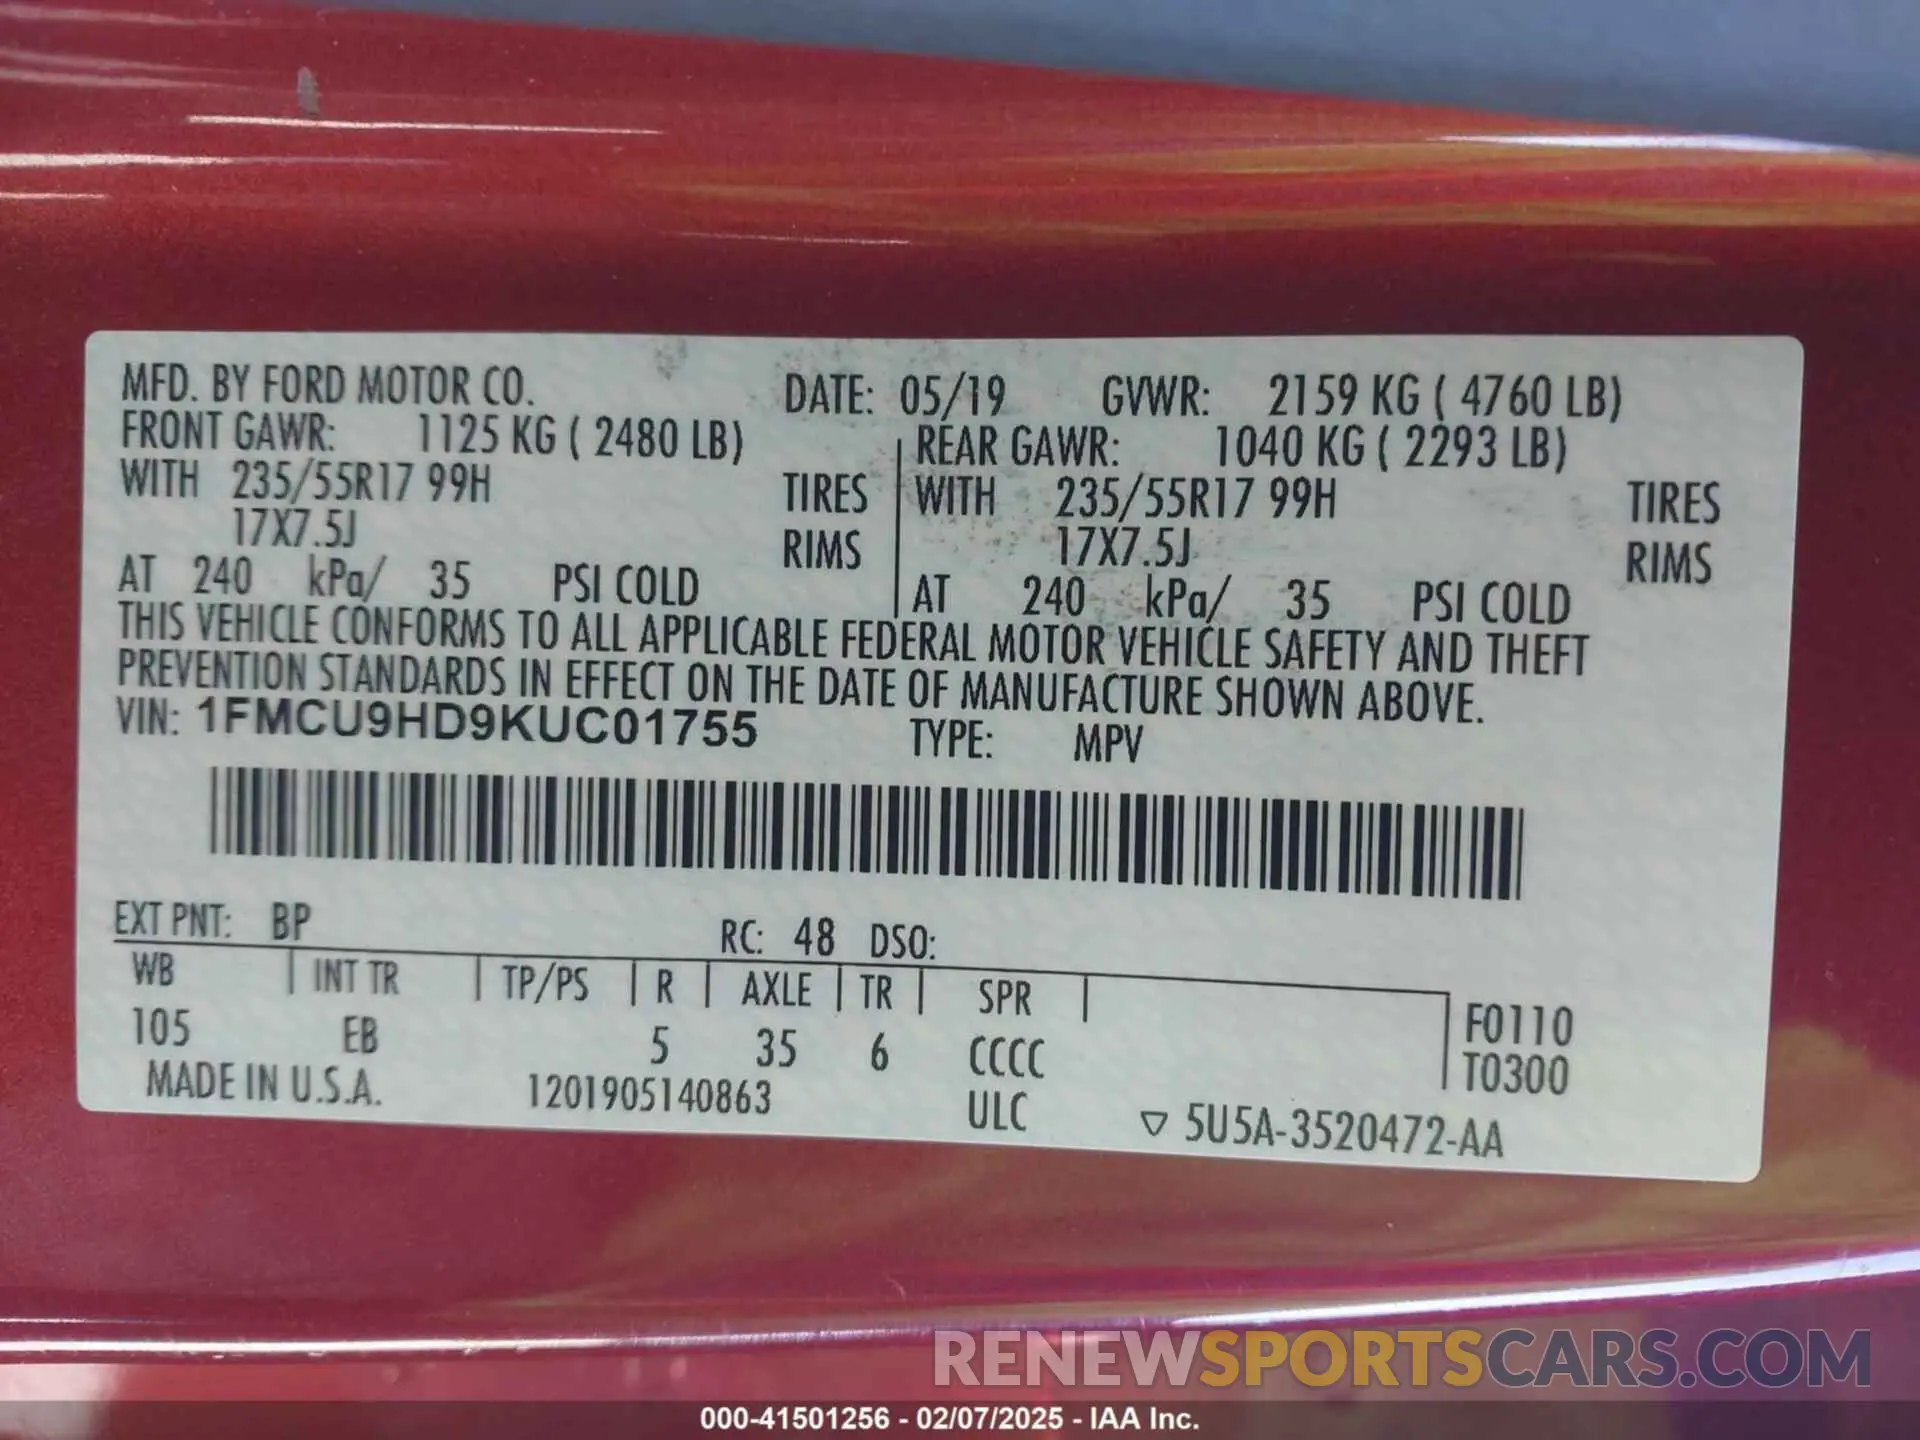 MFD. BY FORD MOTOR CO. DATE: 05/19 GVWR: 2159 KG ( 4760 LB)
FRONT GAWR: 1125 KG ( 2480 LB) REAR GAWR: 1040 KG ( 2293 LB)
WITH 235/55R17 99H TIRES WITH 235/55R17 99H TIRES
17X7.5J RIMS 17X7.5J RIMS
AT 240 kPa/ 35 PSI COLD AT 240 kPa/ 35 PSI COLD
THIS VEHICLE CONFORMS TO ALL APPLICABLE FEDERAL MOTOR VEHICLE SAFETY AND THEFT
PREVENTION STANDARDS IN EFFECT ON THE DATE OF MANUFACTURE SHOWN ABOVE.
VIN: 1FMCU9HD9KUC01755 TYPE: MPV
EXT PNT: BP RC: 48 DSO:
WB INT TR TP/PS R AXLE TR SPR F0110
105 EB 5 35 6 CCCC T0300
MADE IN U.S.A. 1201905140863 ULC ▽ 5U5A-3520472-AA
RENEWSPORTSCARS.COM
000-41501256 - 02/07/2025 - IAA Inc.